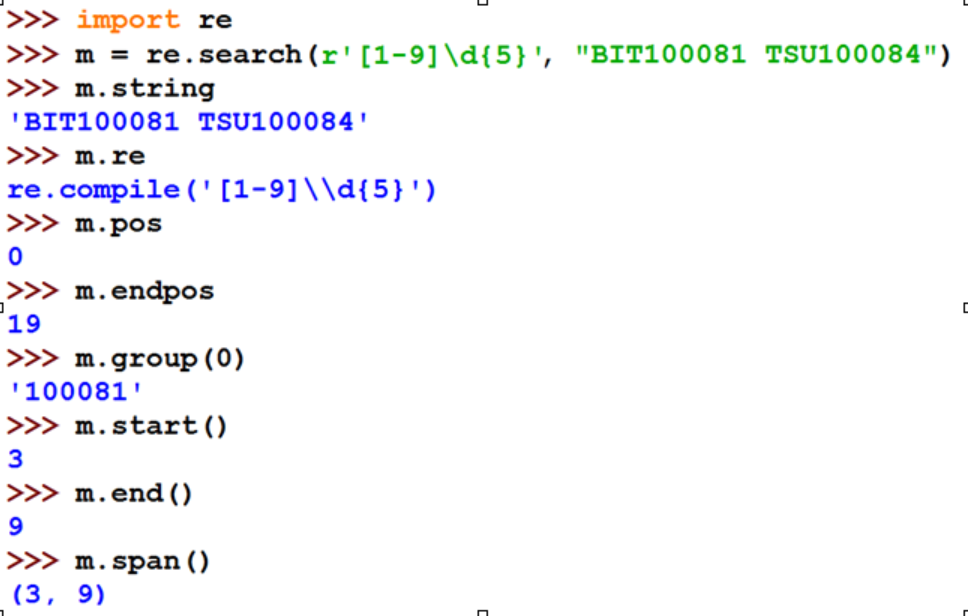 >>> import re
>>> m = re.search(r'[1-9]\d{5}', "BIT100081 TSU100084")
>>> m.string
'BIT100081 TSU100084'
>>> m.re
re.compile('[1-9]\\d{5}')
>>> m.pos
0
>>> m.endpos
19
>>> m.group(0)
'100081'
>>> m.start()
3
>>> m.end()
9
>>> m.span()
(3, 9)